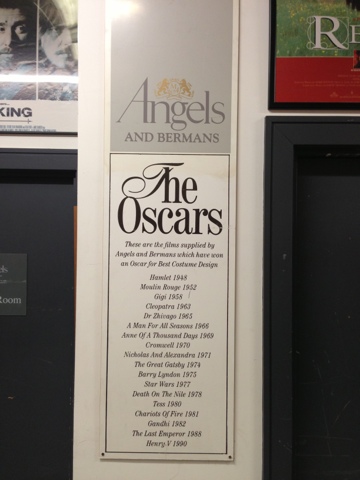 KING
R
Angels
AND BERMANS
The
Oscars
These are the films supplied by
Angels and Bermans which have won
an Oscar for Best Costume Design
Hamlet 1948
Moulin Rouge 1952
Gigi 1958
Cleopatra 1963
Dr Zhivago 1965
A Man For All Seasons 1966
Anne Of A Thousand Days 1969
Cromwell 1970
Nicholas And Alexandra 1971
The Great Gatsby 1974
Barry Lyndon 1975
Star Wars 1977
Death On The Nile 1978
Tess 1980
Chariots Of Fire 1981
Gandhi 1982
The Last Emperor 1988
Henry V 1990
Room